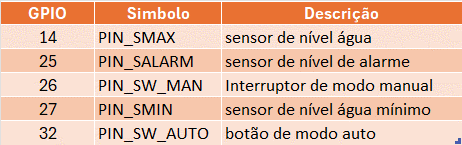 GPIO Simbolo Descrição
14 PIN_SMAX sensor de nível água
25 PIN_SALARM sensor de nível de alarme
26 PIN_SW_MAN Interruptor de modo manual
27 PIN_SMIN sensor de nível água mínimo
32 PIN_SW_AUTO botão de modo auto